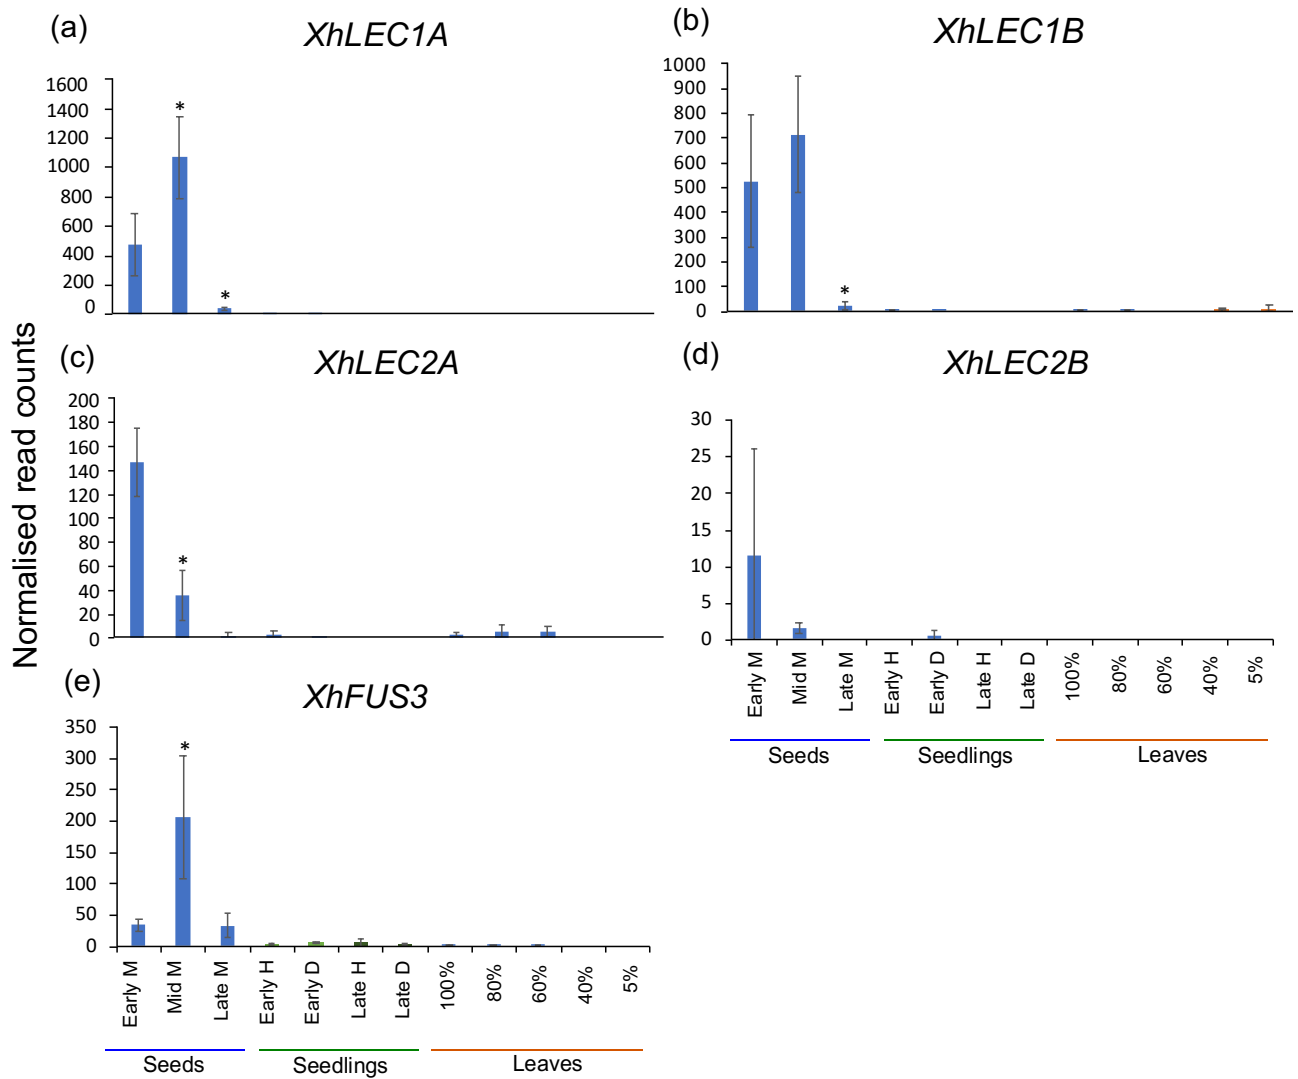 Normalised read counts
(a)
XhLEC1A
1600
1400
1200
1000
800
600
400
200
0
*
*
(b)
XhLEC1B
1000
900
800
700
600
500
400
300
200
100
0
*
(c)
XhLEC2A
200
180
160
140
120
100
80
60
40
20
0
*
(d)
XhLEC2B
30
25
20
15
10
5
0
Early M
Mid M
Late M
Early H
Early D
Late H
Late D
100%
80%
60%
40%
5%
Seeds
Seedlings
Leaves
(e)
XhFUS3
350
300
250
200
150
100
50
0
*
Early M
Mid M
Late M
Early H
Early D
Late H
Late D
100%
80%
60%
40%
5%
Seeds
Seedlings
Leaves